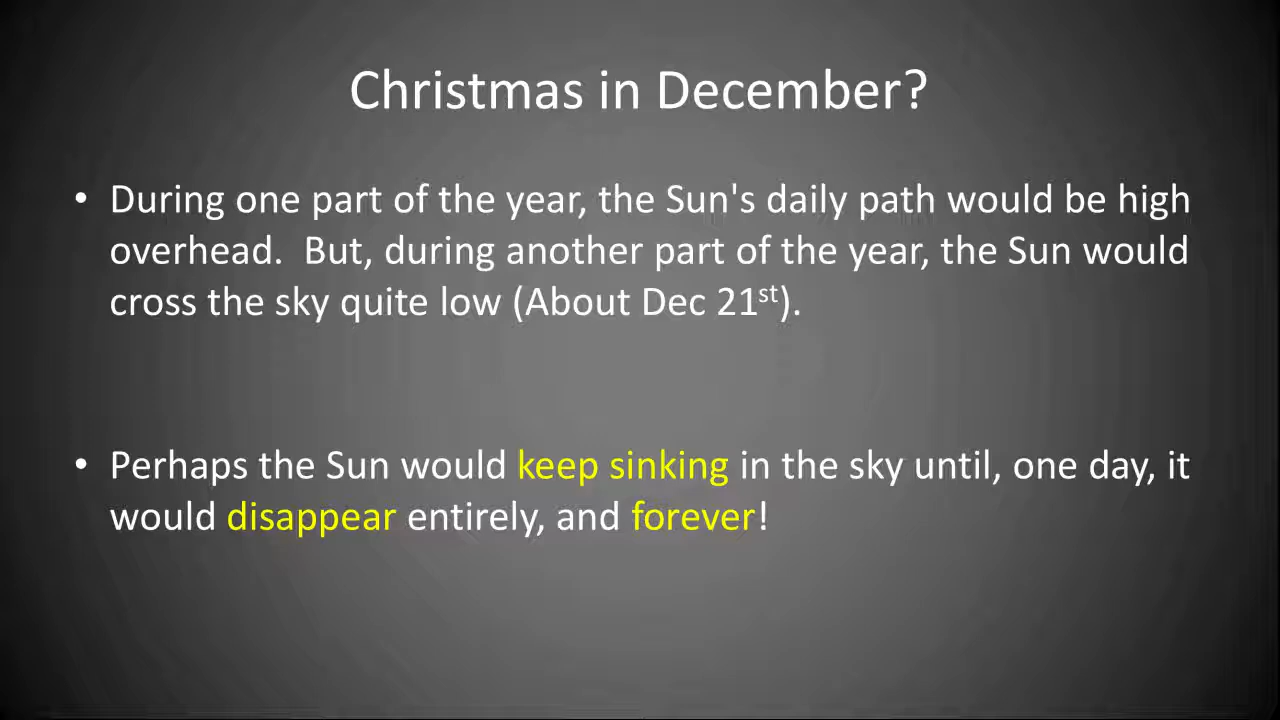 Christmas in December?
• During one part of the year, the Sun's daily path would be high
overhead.  But, during another part of the year, the Sun would
cross the sky quite low (About Dec 21st).
• Perhaps the Sun would keep sinking in the sky until, one day, it
would disappear entirely, and forever!